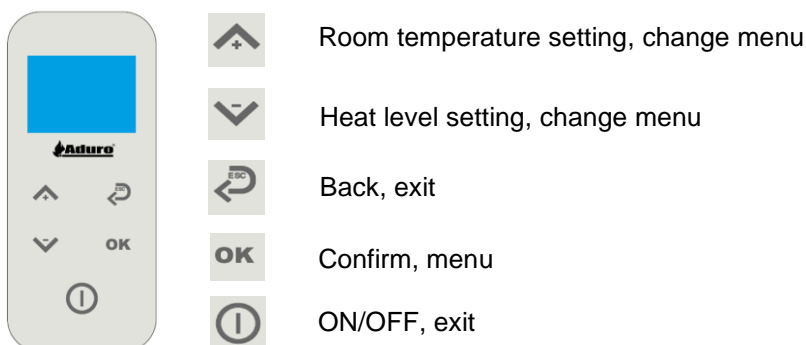 Room temperature setting, change menu
Heat level setting, change menu
Aduro
ESC
Back, exit
OK
OK
Confirm, menu
ESC
ON/OFF, exit